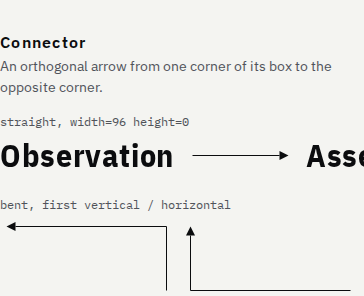 Connector
An orthogonal arrow from one corner of its box to the
opposite corner.
straight, width=96 height=0
Observation Asse
bent, first vertical / horizontal